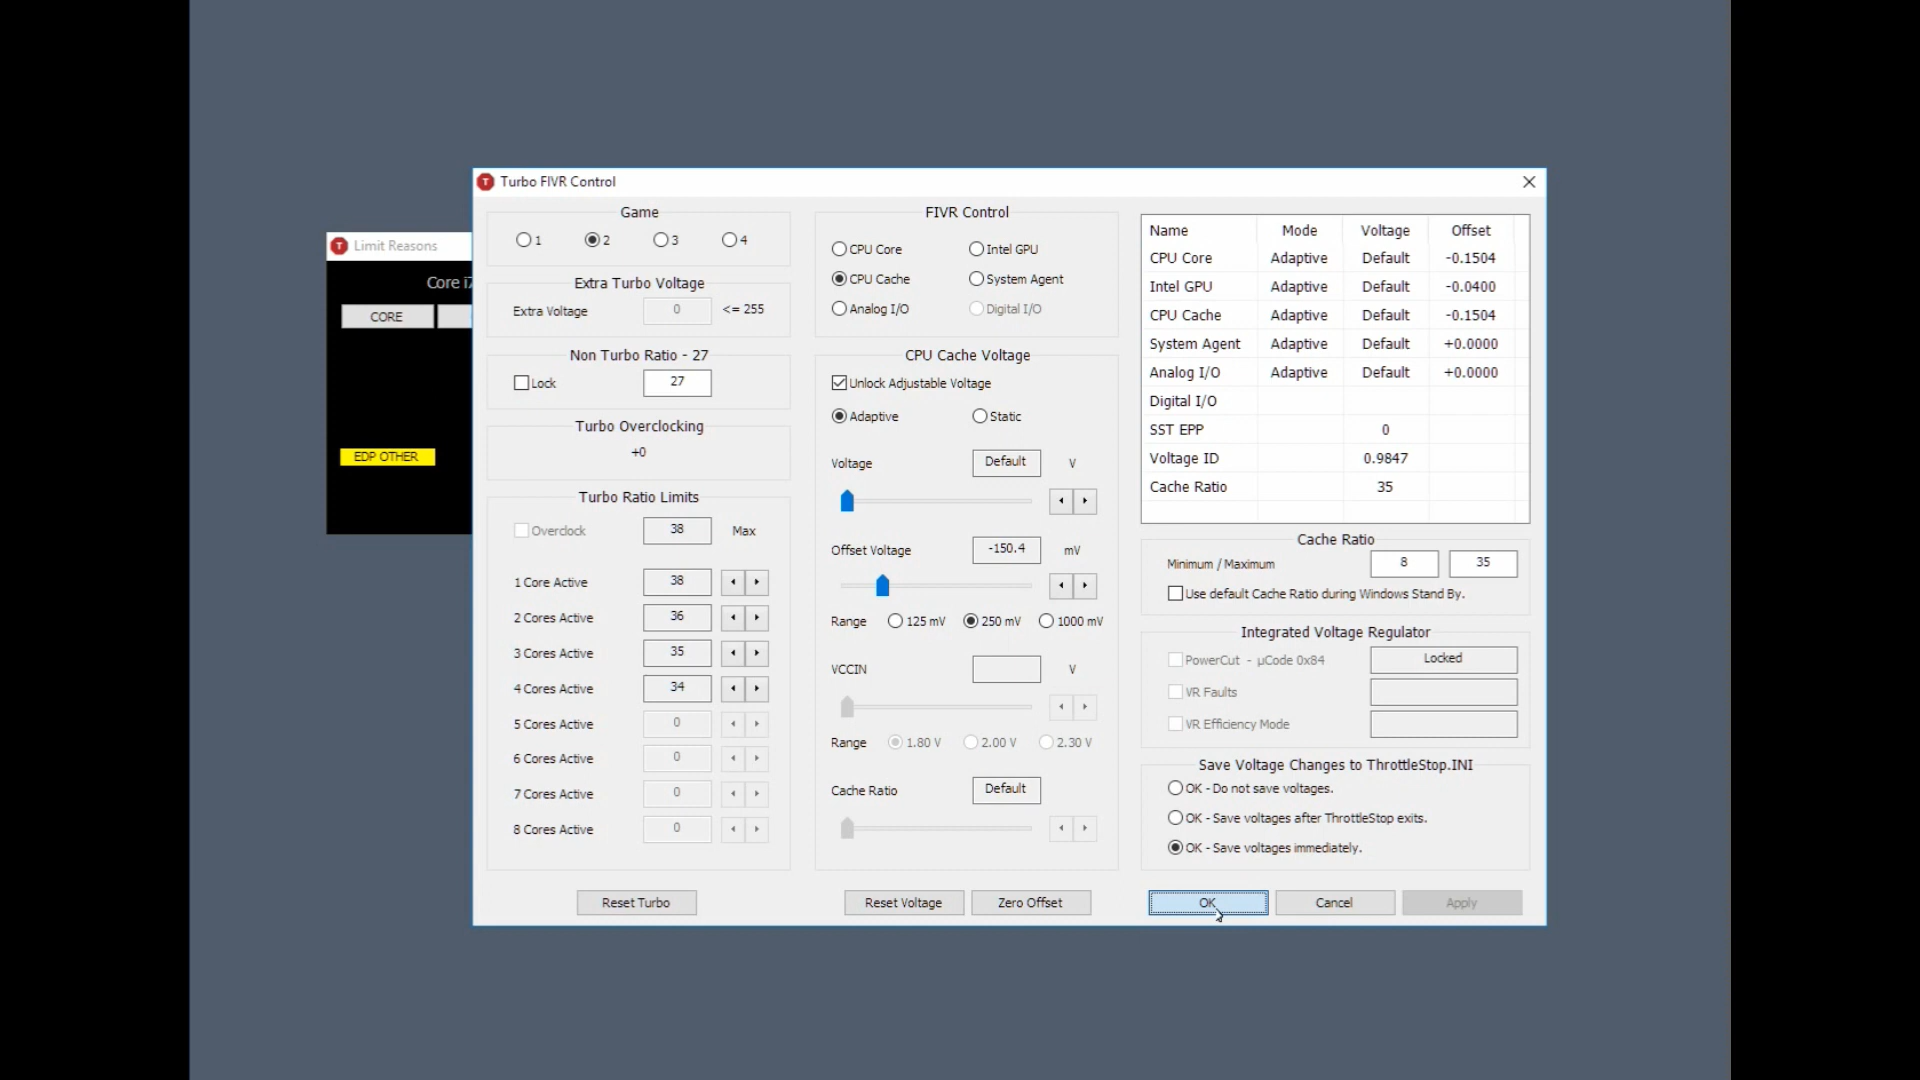 Limit Reasons
Core i7
CORE
EDP OTHER
Turbo FIVR Control
Game
1 2 3 4
Extra Turbo Voltage
Extra Voltage 0 <= 255
Non Turbo Ratio - 27
Lock 27
Turbo Overclocking
+0
Turbo Ratio Limits
Overclock 38 Max
1 Core Active 38
2 Cores Active 36
3 Cores Active 35
4 Cores Active 34
5 Cores Active 0
6 Cores Active 0
7 Cores Active 0
8 Cores Active 0
Reset Turbo
FIVR Control
CPU Core Intel GPU
CPU Cache System Agent
Analog I/O Digital I/O
CPU Cache Voltage
Unlock Adjustable Voltage
Adaptive Static
Voltage Default V
Offset Voltage -150.4 mV
Range 125 mV 250 mV 1000 mV
VCCIN V
Range 1.80 V 2.00 V 2.30 V
Cache Ratio Default
Reset Voltage Zero Offset
Name Mode Voltage Offset
CPU Core Adaptive Default -0.1504
Intel GPU Adaptive Default -0.0400
CPU Cache Adaptive Default -0.1504
System Agent Adaptive Default +0.0000
Analog I/O Adaptive Default +0.0000
Digital I/O
SST EPP 0
Voltage ID 0.9847
Cache Ratio 35
Cache Ratio
Minimum / Maximum 8 35
Use default Cache Ratio during Windows Stand By.
Integrated Voltage Regulator
PowerCut - µCode 0x84 Locked
VR Faults
VR Efficiency Mode
Save Voltage Changes to ThrottleStop.INI
OK - Do not save voltages.
OK - Save voltages after ThrottleStop exits.
OK - Save voltages immediately.
OK Cancel Apply